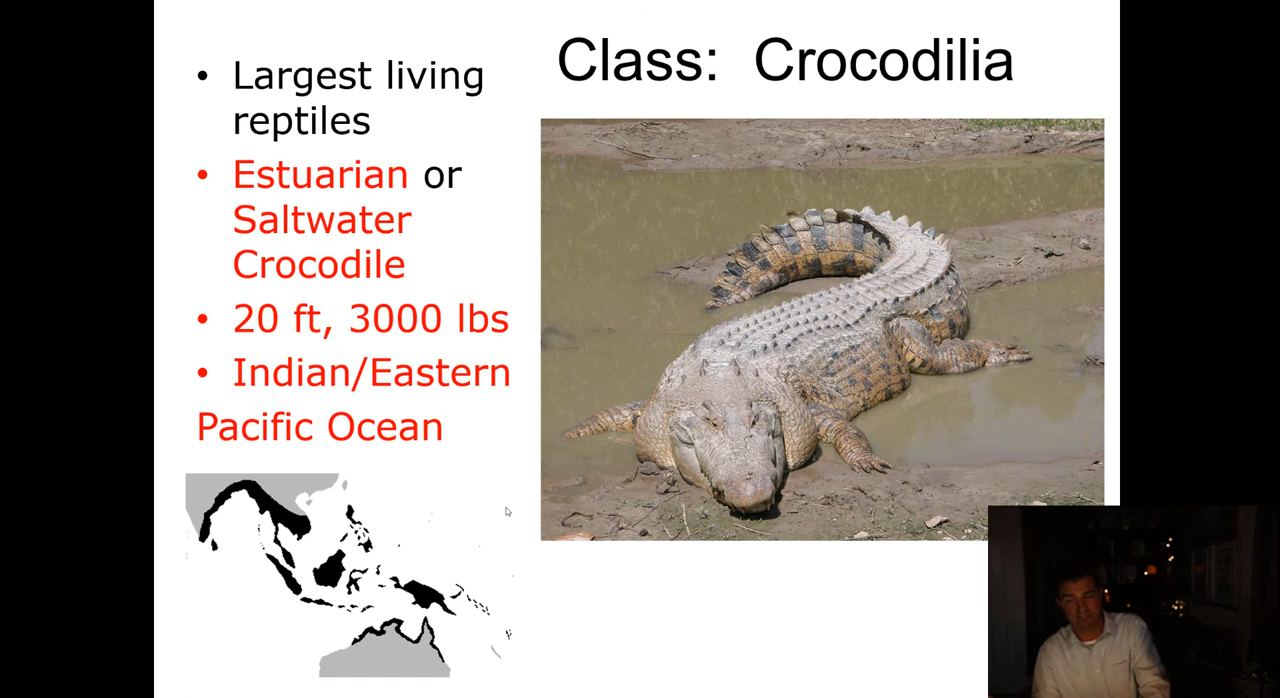 Class:  Crocodilia
• Largest living
reptiles
• Estuarian or
Saltwater
Crocodile
• 20 ft, 3000 lbs
• Indian/Eastern
Pacific Ocean